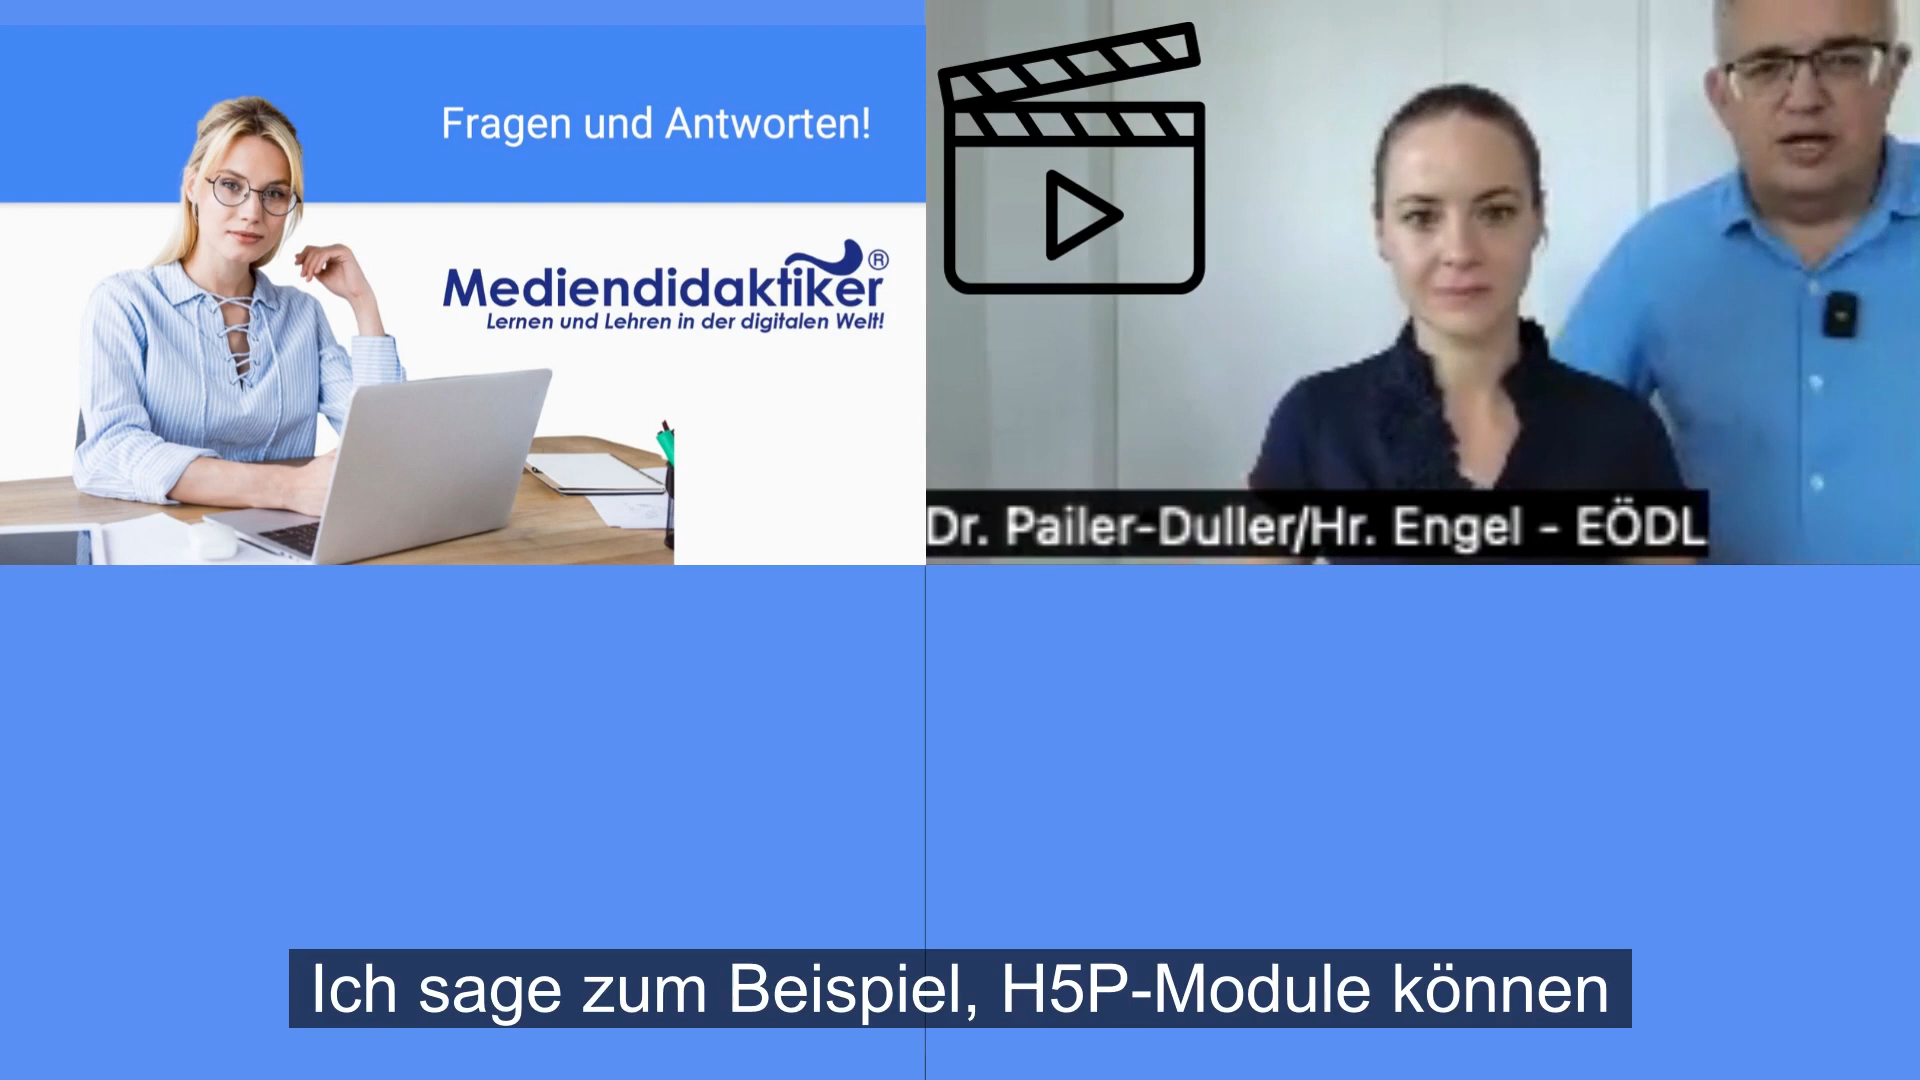 Fragen und Antworten!
Mediendidaktiker®
Lernen und Lehren in der digitalen Welt!
Dr. Pailer-Duller/Hr. Engel - EÖDL
Ich sage zum Beispiel, H5P-Module können